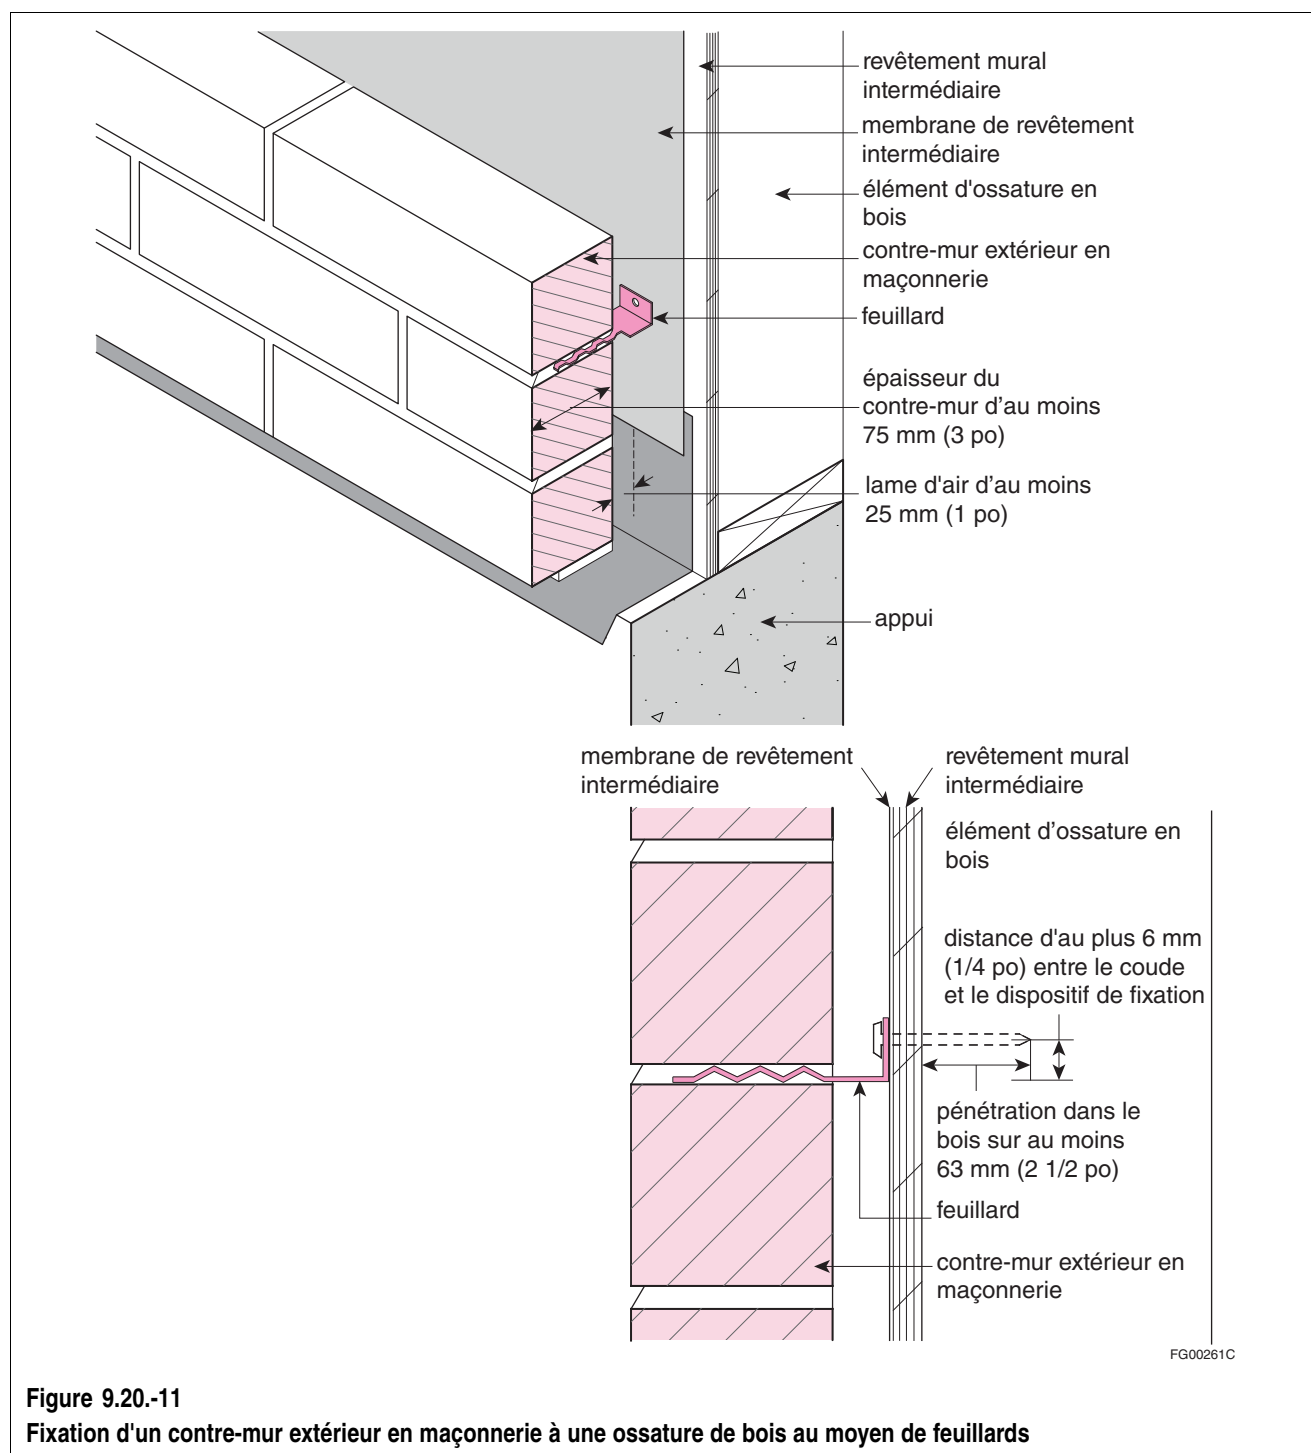 revêtement mural
intermédiaire
membrane de revêtement
intermédiaire
élément d'ossature en
bois
contre-mur extérieur en
maçonnerie
feuillard
épaisseur du
contre-mur d’au moins
75 mm (3 po)
lame d'air d’au moins
25 mm (1 po)
appui
membrane de revêtement
intermédiaire
revêtement mural
intermédiaire
élément d’ossature en
bois
distance d'au plus 6 mm
(1/4 po) entre le coude
et le dispositif de fixation
pénétration dans le
bois sur au moins
63 mm (2 1/2 po)
feuillard
contre-mur extérieur en
maçonnerie
FG00261C
Figure 9.20.-11
Fixation d'un contre-mur extérieur en maçonnerie à une ossature de bois au moyen de feuillards